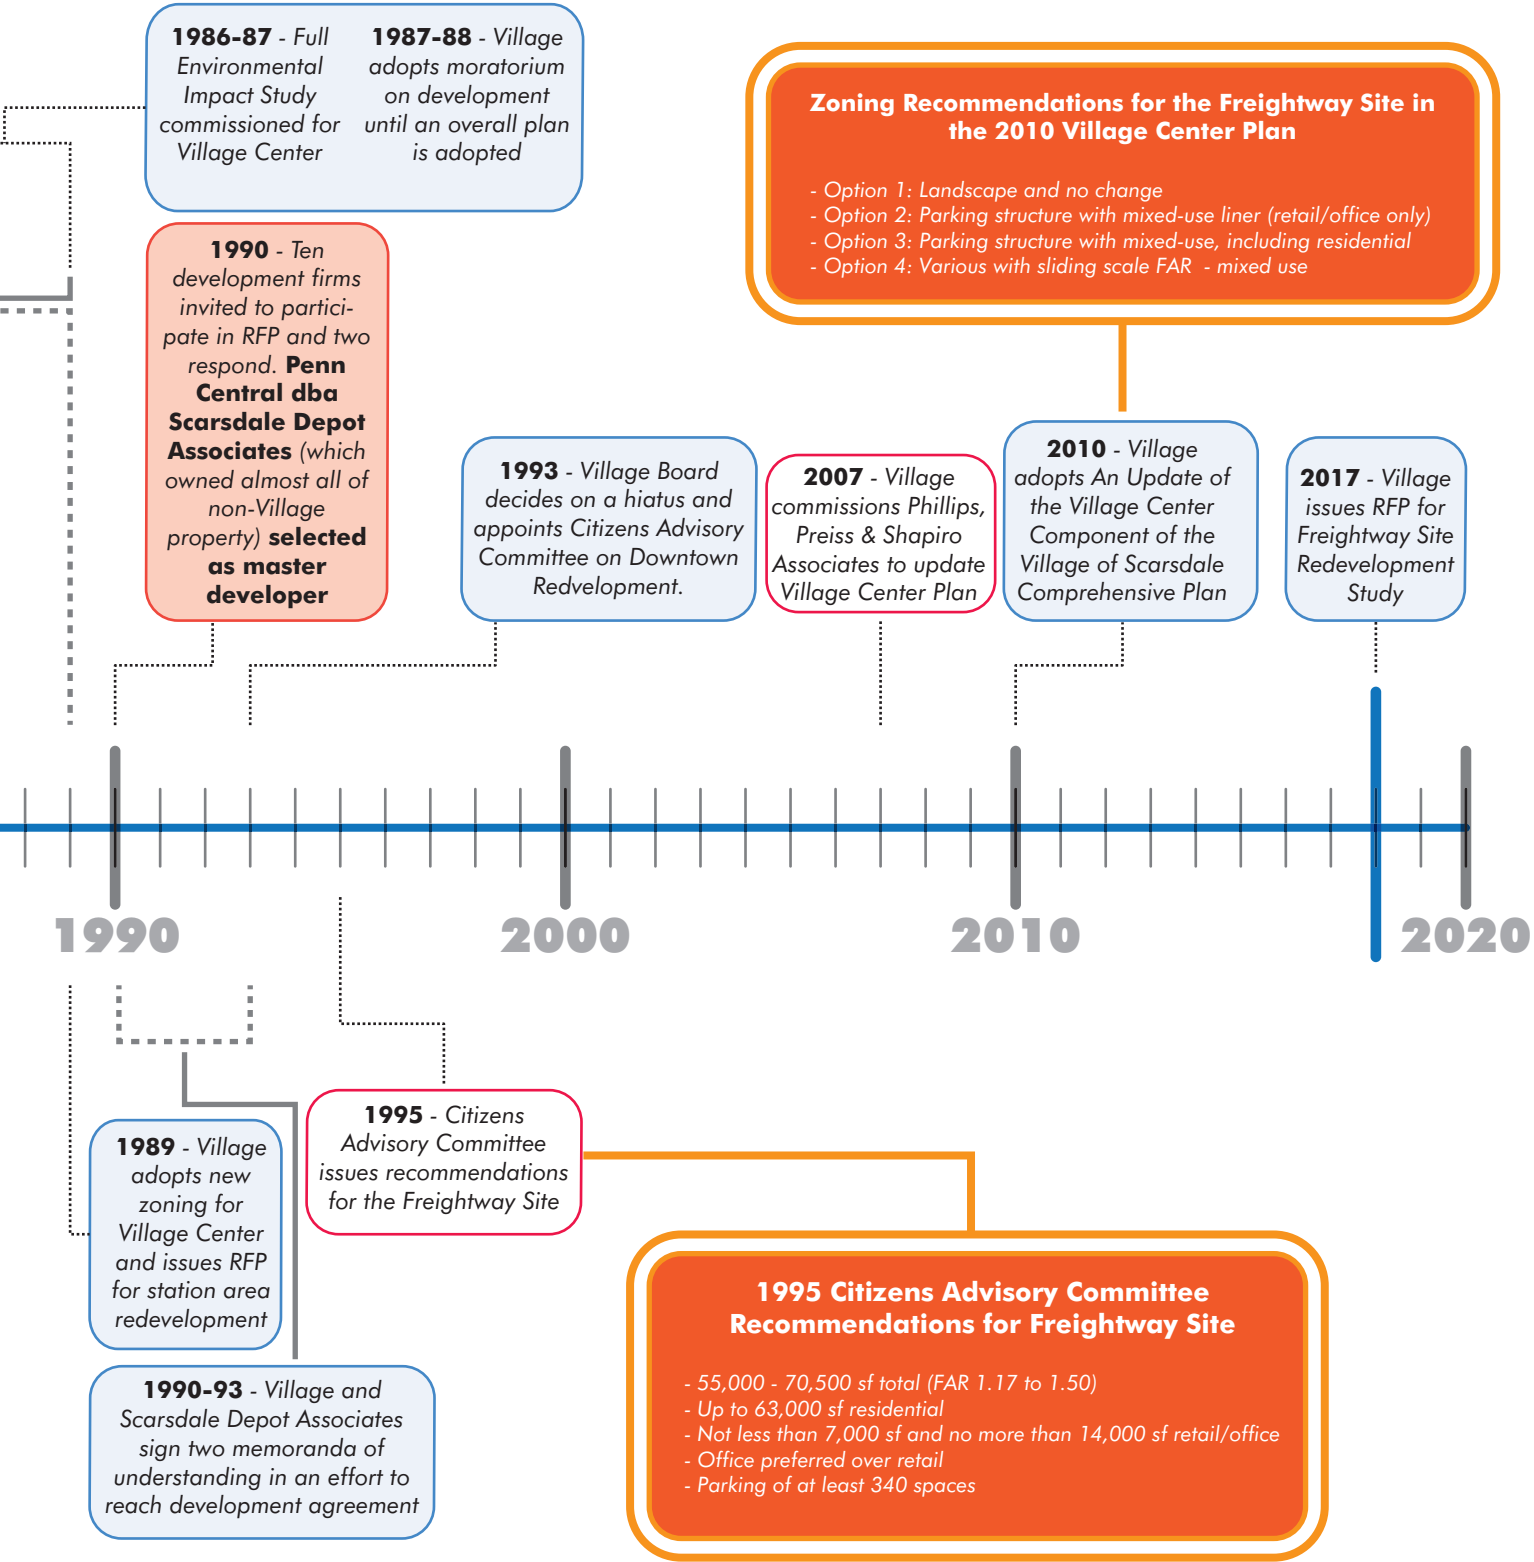 1986-87 - Full
Environmental
Impact Study
commissioned for
Village Center
1987-88 - Village
adopts moratorium
on development
until an overall plan
is adopted
Zoning Recommendations for the Freightway Site in
the 2010 Village Center Plan
- Option 1: Landscape and no change
- Option 2: Parking structure with mixed-use liner (retail/office only)
- Option 3: Parking structure with mixed-use, including residential
- Option 4: Various with sliding scale FAR  - mixed use
1990 - Ten
development firms
invited to partici-
pate in RFP and two
respond. Penn
Central dba
Scarsdale Depot
Associates (which
owned almost all of
non-Village
property) selected
as master
developer
1993 - Village Board
decides on a hiatus and
appoints Citizens Advisory
Committee on Downtown
Redvelopment.
2007 - Village
commissions Phillips,
Preiss & Shapiro
Associates to update
Village Center Plan
2010 - Village
adopts An Update of
the Village Center
Component of the
Village of Scarsdale
Comprehensive Plan
2017 - Village
issues RFP for
Freightway Site
Redevelopment
Study
1990
2000
2010
2020
1989 - Village
adopts new
zoning for
Village Center
and issues RFP
for station area
redevelopment
1995 - Citizens
Advisory Committee
issues recommendations
for the Freightway Site
1990-93 - Village and
Scarsdale Depot Associates
sign two memoranda of
understanding in an effort to
reach development agreement
1995 Citizens Advisory Committee
Recommendations for Freightway Site
- 55,000 - 70,500 sf total (FAR 1.17 to 1.50)
- Up to 63,000 sf residential
- Not less than 7,000 sf and no more than 14,000 sf retail/office
- Office preferred over retail
- Parking of at least 340 spaces